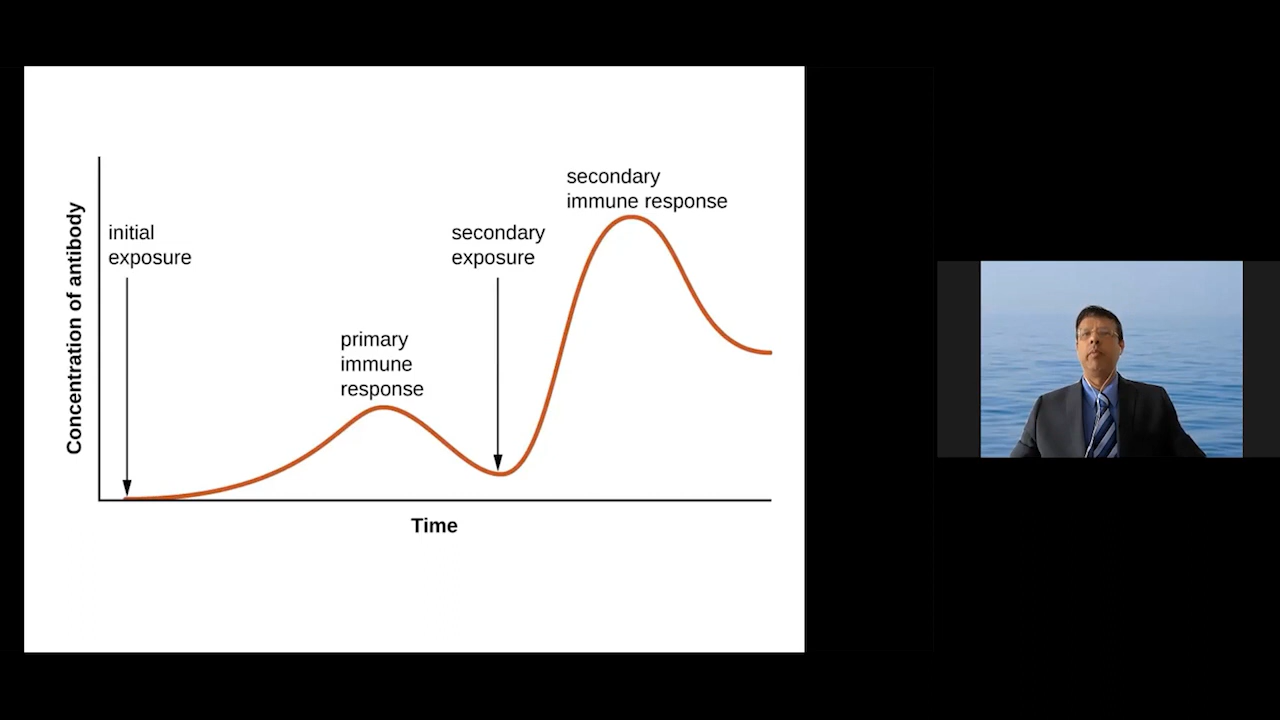 secondary
immune response
initial
exposure
secondary
exposure
primary
immune
response
Concentration of antibody
Time